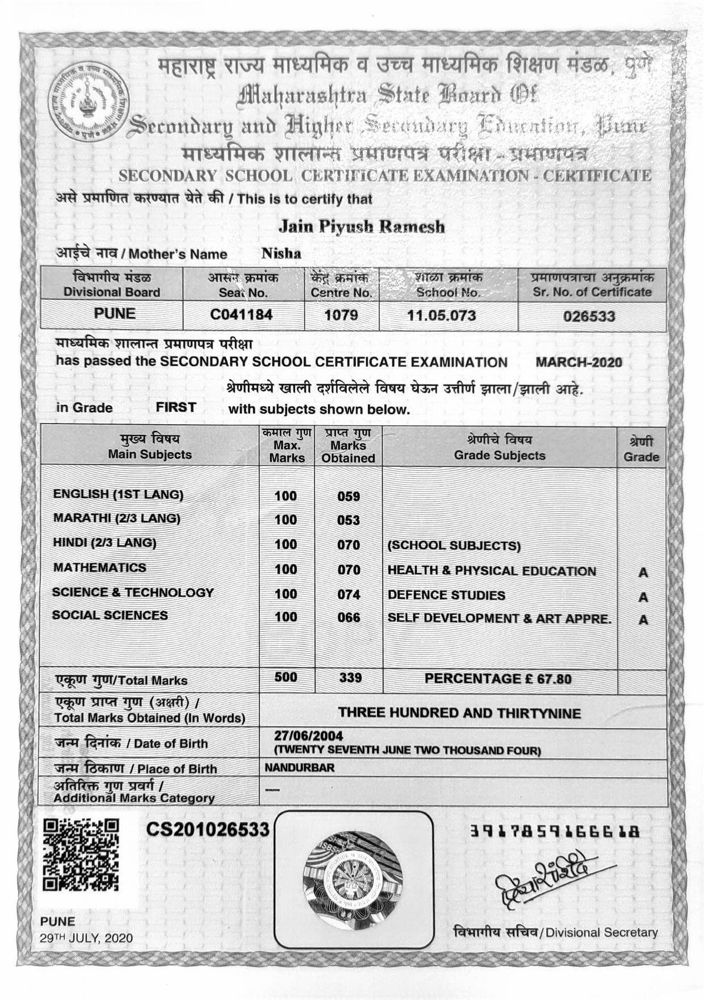 महाराष्ट्र राज्य माध्यमिक व उच्च माध्यमिक शिक्षण मंडळ, पुणे
Maharashtra State Board Of
Secondary and Higher Secondary Education, Pune
माध्यमिक शालान्त प्रमाणपत्र परीक्षा - प्रमाणपत्र
SECONDARY SCHOOL CERTIFICATE EXAMINATION - CERTIFICATE
असे प्रमाणित करण्यात येते की / This is to certify that
Jain Piyush Ramesh
आईचे नाव / Mother's Name Nisha
विभागीय मंडळ आसन क्रमांक केंद्र क्रमांक शाळा क्रमांक प्रमाणपत्राचा अनुक्रमांक
Divisional Board Seat No. Centre No. School No. Sr. No. of Certificate
PUNE C041184 1079 11.05.073 026533
माध्यमिक शालान्त प्रमाणपत्र परीक्षा
has passed the SECONDARY SCHOOL CERTIFICATE EXAMINATION MARCH-2020
श्रेणीमध्ये खाली दर्शविलेले विषय घेऊन उत्तीर्ण झाला/झाली आहे.
in Grade FIRST with subjects shown below.
मुख्य विषय कमाल गुण प्राप्त गुण श्रेणीचे विषय श्रेणी
Main Subjects Max. Marks Marks Obtained Grade Subjects Grade
ENGLISH (1ST LANG) 100 059
MARATHI (2/3 LANG) 100 053
HINDI (2/3 LANG) 100 070 (SCHOOL SUBJECTS)
MATHEMATICS 100 070 HEALTH & PHYSICAL EDUCATION A
SCIENCE & TECHNOLOGY 100 074 DEFENCE STUDIES A
SOCIAL SCIENCES 100 066 SELF DEVELOPMENT & ART APPRE. A
एकूण गुण/Total Marks 500 339 PERCENTAGE £ 67.80
एकूण प्राप्त गुण (अक्षरी) /
Total Marks Obtained (In Words) THREE HUNDRED AND THIRTYNINE
जन्म दिनांक / Date of Birth 27/06/2004
(TWENTY SEVENTH JUNE TWO THOUSAND FOUR)
जन्म ठिकाण / Place of Birth NANDURBAR
अतिरिक्त गुण प्रवर्ग /
Additional Marks Category ---
CS201026533 3917859166618
PUNE
29TH JULY, 2020
विभागीय सचिव/Divisional Secretary